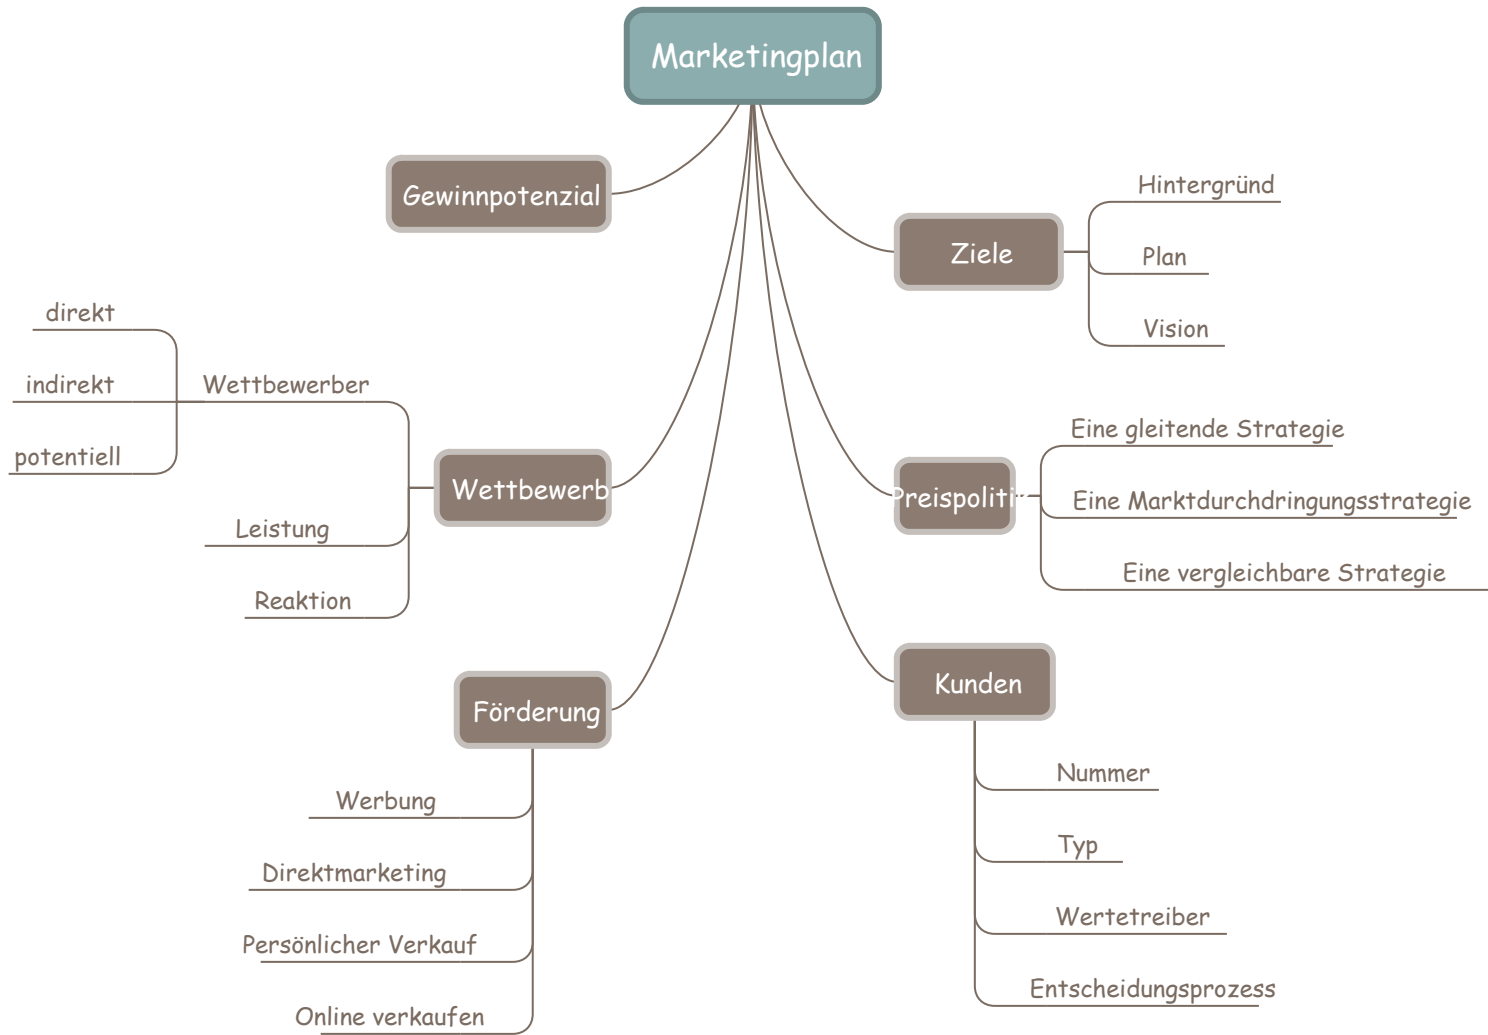 Marketingplan
Gewinnpotenzial
Ziele
Hintergründ
Plan
Vision
Wettbewerb
Wettbewerber
direkt
indirekt
potentiell
Leistung
Reaktion
Preispolitik
Eine gleitende Strategie
Eine Marktdurchdringungsstrategie
Eine vergleichbare Strategie
Förderung
Werbung
Direktmarketing
Persönlicher Verkauf
Online verkaufen
Kunden
Nummer
Typ
Wertetreiber
Entscheidungsprozess